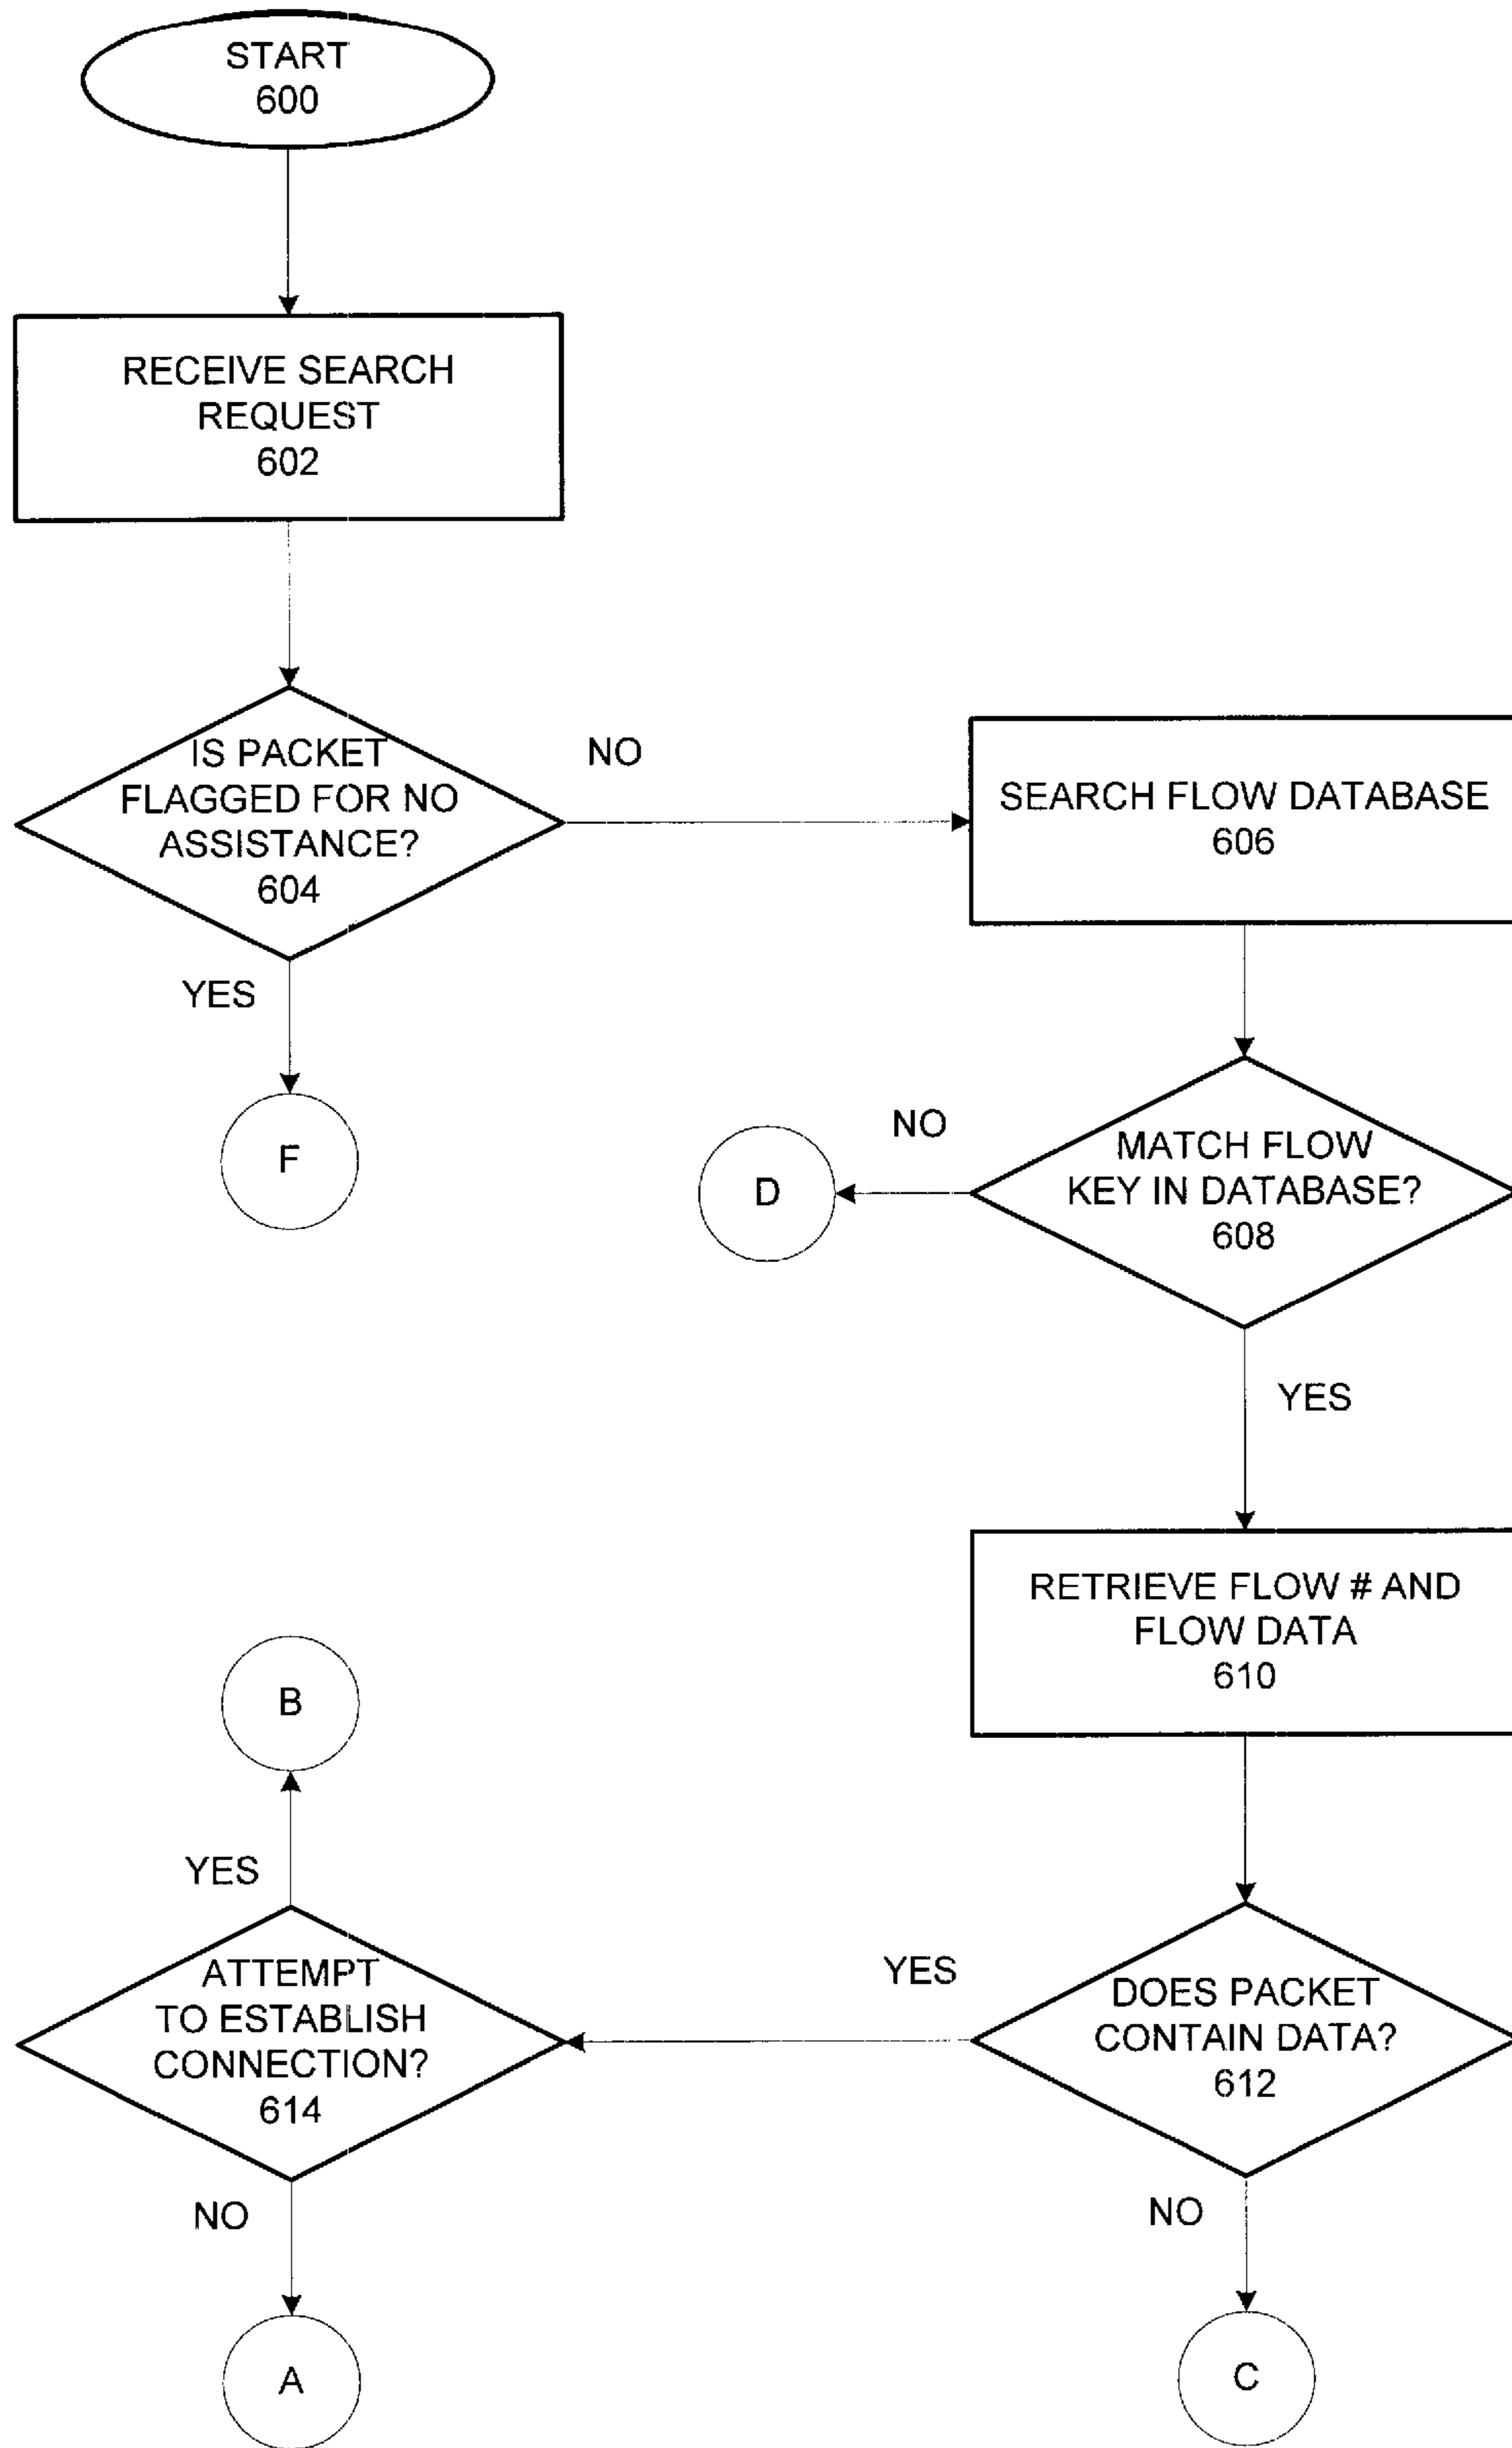 START
600
RECEIVE SEARCH
REQUEST
602
IS PACKET
FLAGGED FOR NO
ASSISTANCE?
604
NO
YES
F
SEARCH FLOW DATABASE
606
MATCH FLOW
KEY IN DATABASE?
608
NO
D
YES
RETRIEVE FLOW # AND
FLOW DATA
610
DOES PACKET
CONTAIN DATA?
612
YES
NO
C
ATTEMPT
TO ESTABLISH
CONNECTION?
614
YES
B
NO
A